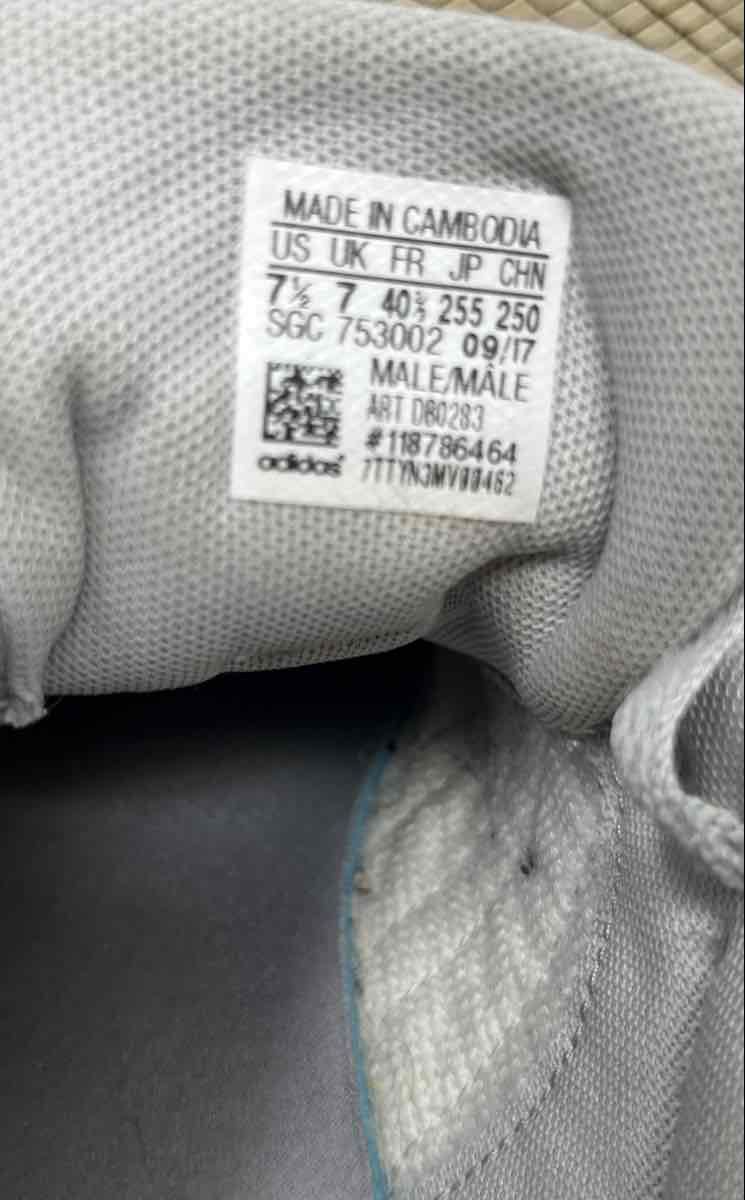 MADE IN CAMBODIA
US UK FR JP CHN
7½ 7 40⅔ 255 250
SGC 753002 09/17
MALE/MÂLE
ART DB0283
#118786464
adidas 7TTYN3MV00462